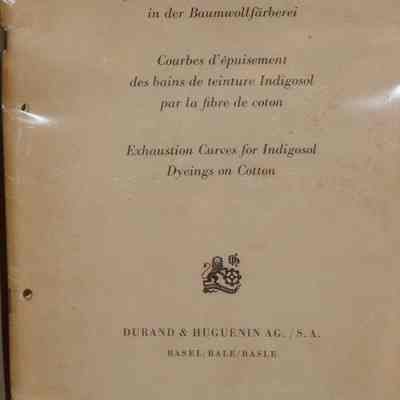 in der Baumwollfärberei
Courbes d'épuisement
des bains de teinture Indigosol
par la fibre de coton
Exhaustion Curves for Indigosol
Dyeings on Cotton
DURAND & HUGUENIN AG. / S. A.
BASEL/BALE/BASLE